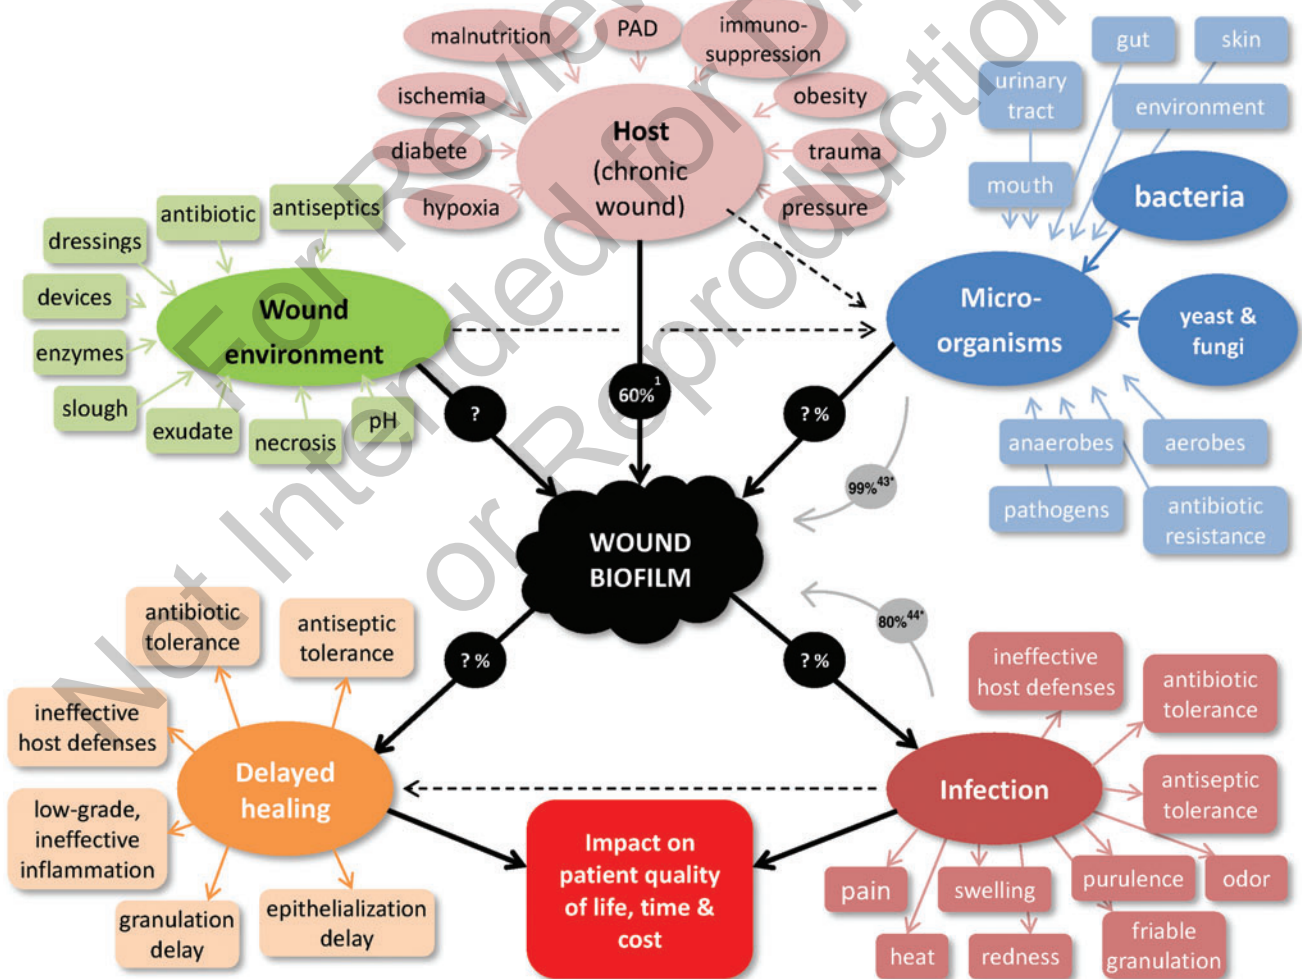 malnutrition
PAD
immuno-
suppression
ischemia
obesity
Host
(chronic
wound)
diabete
trauma
hypoxia
pressure
gut
skin
urinary
tract
environment
mouth
bacteria
Micro-
organisms
yeast &
fungi
anaerobes
aerobes
pathogens
antibiotic
resistance
antibiotic
antiseptics
dressings
devices
Wound
environment
enzymes
slough
exudate
necrosis
pH
?
60%1
? %
99%43*
WOUND
BIOFILM
80%44*
? %
? %
antibiotic
tolerance
antiseptic
tolerance
ineffective
host defenses
Delayed
healing
low-grade,
ineffective
inflammation
granulation
delay
epithelialization
delay
Impact on
patient quality
of life, time &
cost
ineffective
host defenses
antibiotic
tolerance
Infection
antiseptic
tolerance
pain
swelling
purulence
odor
heat
redness
friable
granulation
For Review
Not Intended for D
or Reproduction